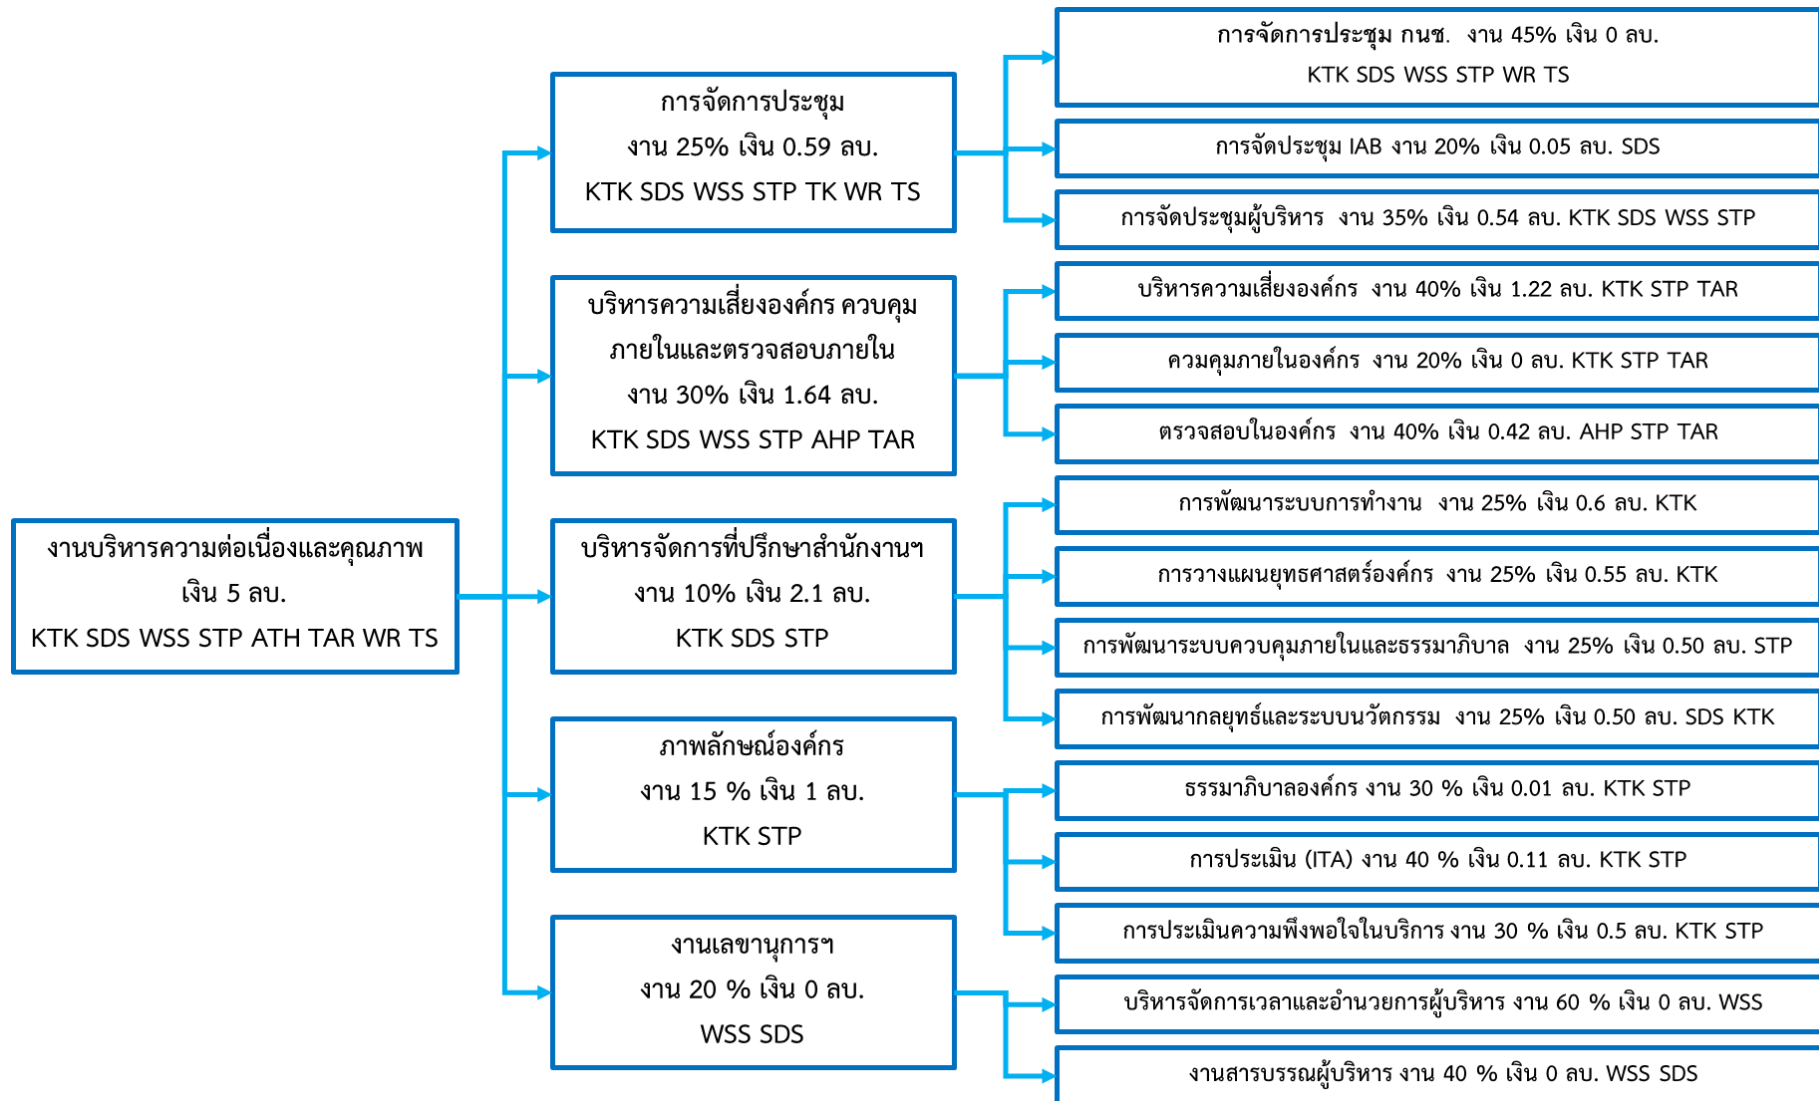 งานบริหารความต่อเนื่องและคุณภาพ
เงิน 5 ลบ.
KTK SDS WSS STP ATH TAR WR TS
การจัดการประชุม
งาน 25% เงิน 0.59 ลบ.
KTK SDS WSS STP TK WR TS
การจัดการประชุม กนช. งาน 45% เงิน 0 ลบ.
KTK SDS WSS STP WR TS
การจัดประชุม IAB งาน 20% เงิน 0.05 ลบ. SDS
การจัดประชุมผู้บริหาร งาน 35% เงิน 0.54 ลบ. KTK SDS WSS STP
บริหารความเสี่ยงองค์กร ควบคุม
ภายในและตรวจสอบภายใน
งาน 30% เงิน 1.64 ลบ.
KTK SDS WSS STP AHP TAR
บริหารความเสี่ยงองค์กร งาน 40% เงิน 1.22 ลบ. KTK STP TAR
ควมคุมภายในองค์กร งาน 20% เงิน 0 ลบ. KTK STP TAR
ตรวจสอบในองค์กร งาน 40% เงิน 0.42 ลบ. AHP STP TAR
บริหารจัดการที่ปรึกษาสำนักงานฯ
งาน 10% เงิน 2.1 ลบ.
KTK SDS STP
การพัฒนาระบบการทำงาน งาน 25% เงิน 0.6 ลบ. KTK
การวางแผนยุทธศาสตร์องค์กร งาน 25% เงิน 0.55 ลบ. KTK
การพัฒนาระบบควบคุมภายในและธรรมาภิบาล งาน 25% เงิน 0.50 ลบ. STP
การพัฒนากลยุทธ์และระบบนวัตกรรม งาน 25% เงิน 0.50 ลบ. SDS KTK
ภาพลักษณ์องค์กร
งาน 15 % เงิน 1 ลบ.
KTK STP
ธรรมาภิบาลองค์กร งาน 30 % เงิน 0.01 ลบ. KTK STP
การประเมิน (ITA) งาน 40 % เงิน 0.11 ลบ. KTK STP
การประเมินความพึงพอใจในบริการ งาน 30 % เงิน 0.5 ลบ. KTK STP
งานเลขานุการฯ
งาน 20 % เงิน 0 ลบ.
WSS SDS
บริหารจัดการเวลาและอำนวยการผู้บริหาร งาน 60 % เงิน 0 ลบ. WSS
งานสารบรรณผู้บริหาร งาน 40 % เงิน 0 ลบ. WSS SDS